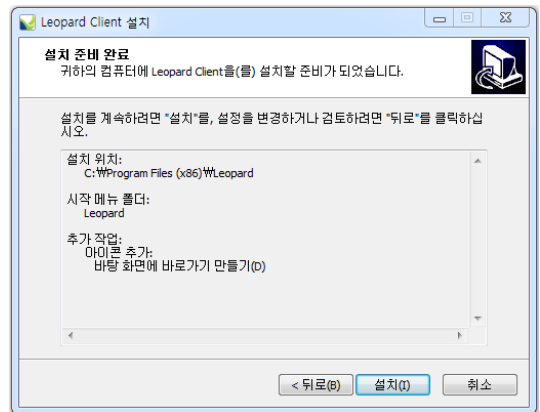 Leopard Client 설치
설치 준비 완료
귀하의 컴퓨터에 Leopard Client을(를) 설치할 준비가 되었습니다.
설치를 계속하려면 "설치"를, 설정을 변경하거나 검토하려면 "뒤로"를 클릭하십
시오.
설치 위치:
C:₩Program Files (x86)₩Leopard
시작 메뉴 폴더:
Leopard
추가 작업:
아이콘 추가:
바탕 화면에 바로가기 만들기(D)
< 뒤로(B)
설치(I)
취소